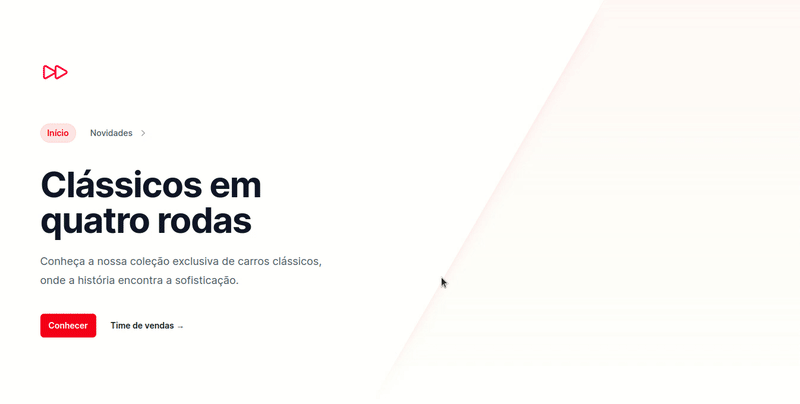 Início Novidades
Clássicos em
quatro rodas
Conheça a nossa coleção exclusiva de carros clássicos,
onde a história encontra a sofisticação.
Conhecer Time de vendas →